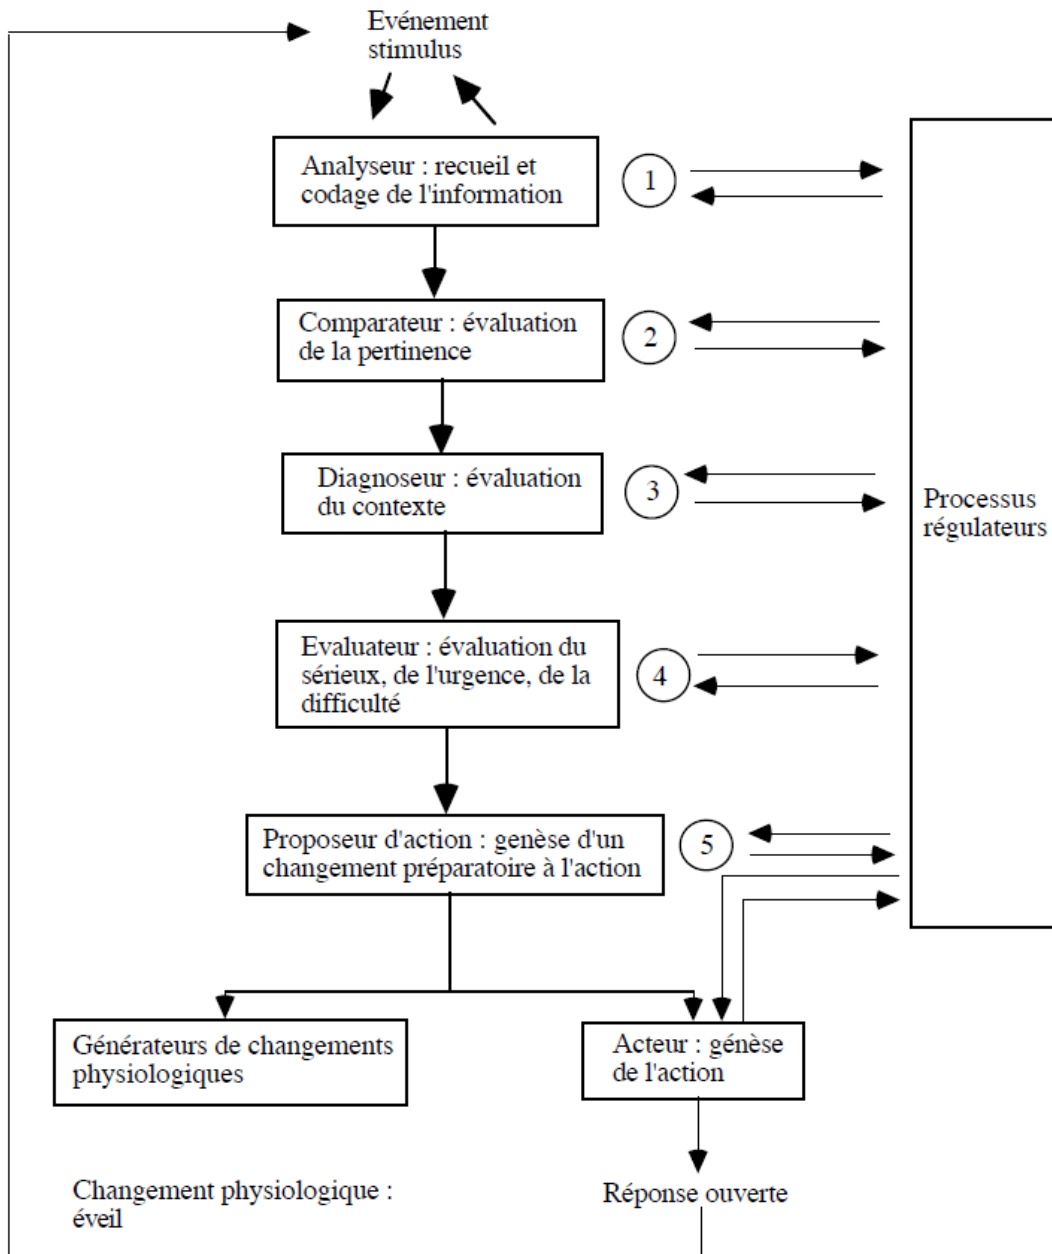 Evénement
stimulus
Analyseur : recueil et
codage de l'information
1
Comparateur : évaluation
de la pertinence
2
Diagnoseur : évaluation
du contexte
3
Processus
régulateurs
Evaluateur : évaluation du
sérieux, de l'urgence, de la
difficulté
4
Proposeur d'action : genèse d'un
changement préparatoire à l'action
5
Générateurs de changements
physiologiques
Acteur : génèse
de l'action
Changement physiologique :
éveil
Réponse ouverte